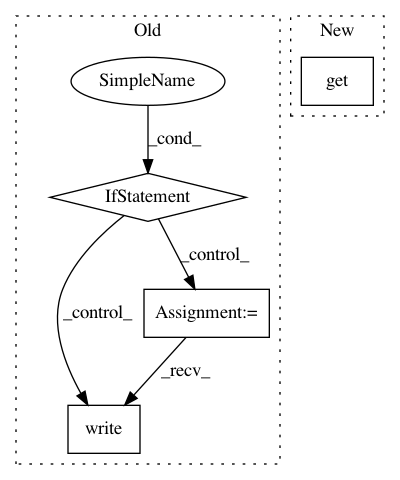 Old
New
SimpleName
get
_cond_
IfStatement
_control_
_control_
Assignment:=
_recv_
write